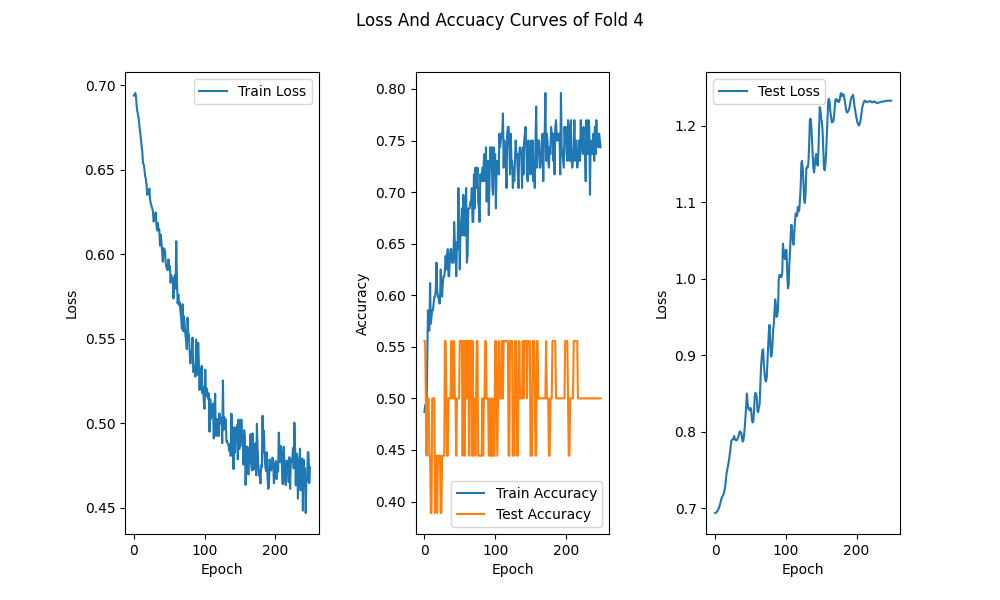 Loss And Accuacy Curves of Fold 4
Train Loss
0.70
0.65
0.60
0.55
0.50
0.45
Loss
0
100
200
Epoch
0.80
0.75
0.70
0.65
0.60
0.55
0.50
0.45
0.40
Accuracy
Train Accuracy
Test Accuracy
0
100
200
Epoch
Test Loss
1.2
1.1
1.0
0.9
0.8
0.7
Loss
0
100
200
Epoch